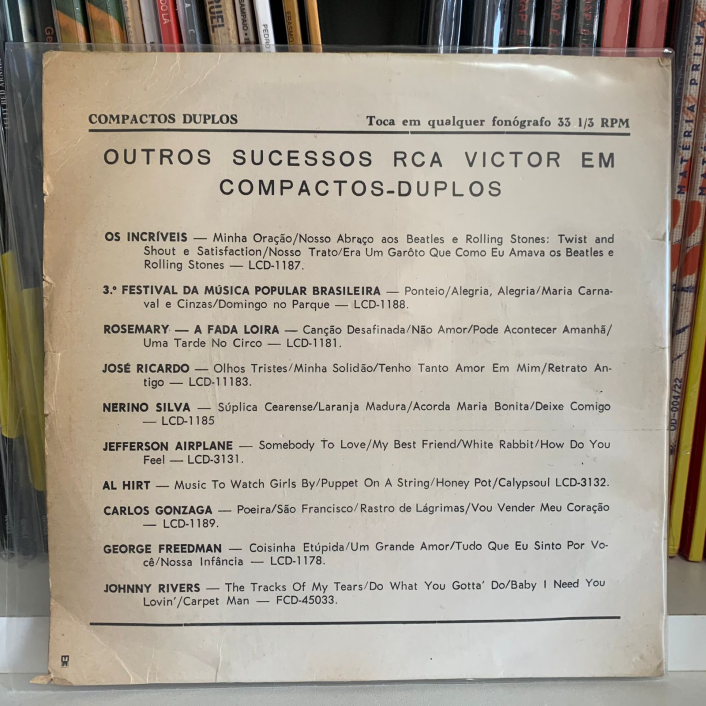 COMPACTOS DUPLOS Toca em qualquer fonógrafo 33 1/3 RPM
OUTROS SUCESSOS RCA VICTOR EM
COMPACTOS-DUPLOS
OS INCRÍVEIS — Minha Oração/Nosso Abraço aos Beatles e Rolling Stones: Twist and
Shout e Satisfaction/Nosso Trato/Era Um Garôto Que Como Eu Amava os Beatles e
Rolling Stones — LCD-1187.
3.º FESTIVAL DA MÚSICA POPULAR BRASILEIRA — Ponteio/Alegria, Alegria/Maria Carna-
val e Cinzas/Domingo no Parque — LCD-1188.
ROSEMARY — A FADA LOIRA — Canção Desafinada/Não Amor/Pode Acontecer Amanhã/
Uma Tarde No Circo — LCD-1181.
JOSÉ RICARDO — Olhos Tristes/Minha Solidão/Tenho Tanto Amor Em Mim/Retrato An-
tigo — LCD-11183.
NERINO SILVA — Súplica Cearense/Laranja Madura/Acorda Maria Bonita/Deixe Comigo
— LCD-1185
JEFFERSON AIRPLANE — Somebody To Love/My Best Friend/White Rabbit/How Do You
Feel — LCD-3131.
AL HIRT — Music To Watch Girls By/Puppet On A String/Honey Pot/Calypsoul LCD-3132.
CARLOS GONZAGA — Poeira/São Francisco/Rastro de Lágrimas/Vou Vender Meu Coração
— LCD-1189.
GEORGE FREEDMAN — Coisinha Etúpida/Um Grande Amor/Tudo Que Eu Sinto Por Vo-
cê/Nossa Infância — LCD-1178.
JOHNNY RIVERS — The Tracks Of My Tears/Do What You Gotta' Do/Baby I Need You
Lovin'/Carpet Man — FCD-45033.
MATÉRIA PRIMA